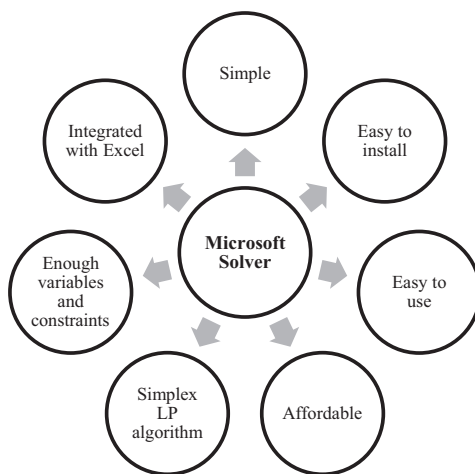 Simple
Easy to
install
Easy to
use
Affordable
Simplex
LP
algorithm
Enough
variables
and
constraints
Integrated
with Excel
Microsoft
Solver